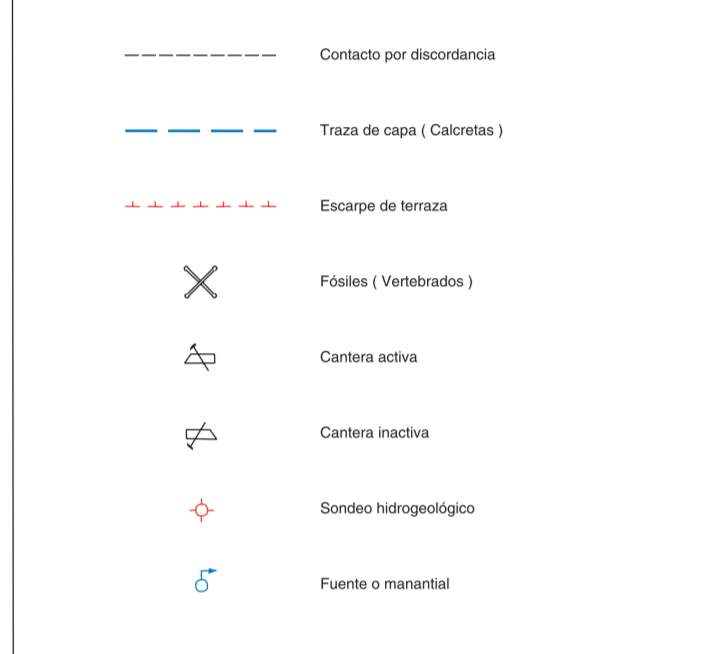 Contacto por discordancia
Traza de capa ( Calcretas )
Escarpe de terraza
Fósiles ( Vertebrados )
Cantera activa
Cantera inactiva
Sondeo hidrogeológico
Fuente o manantial